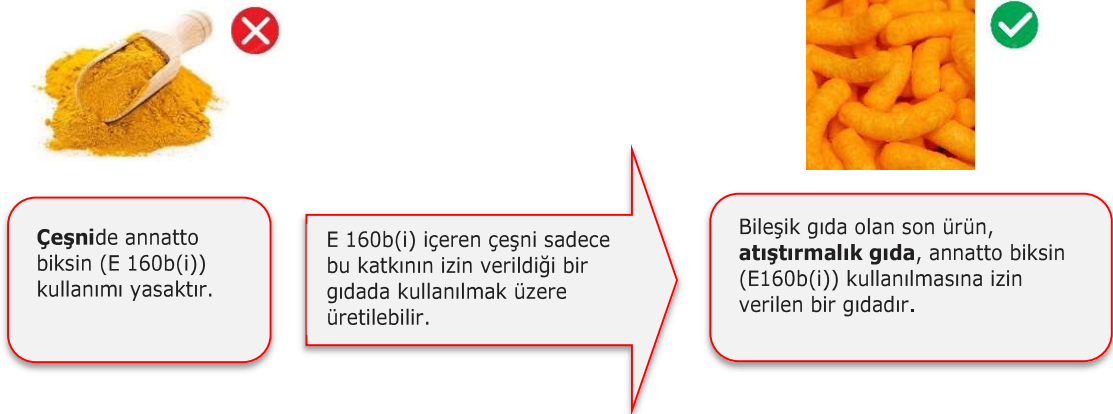 Çeşnide annatto
biksin (E 160b(i))
kullanımı yasaktır.
E 160b(i) içeren çeşni sadece
bu katkının izin verildiği bir
gıdada kullanılmak üzere
üretilebilir.
Bileşik gıda olan son ürün,
atıştırmalık gıda, annatto biksin
(E160b(i)) kullanılmasına izin
verilen bir gıdadır.